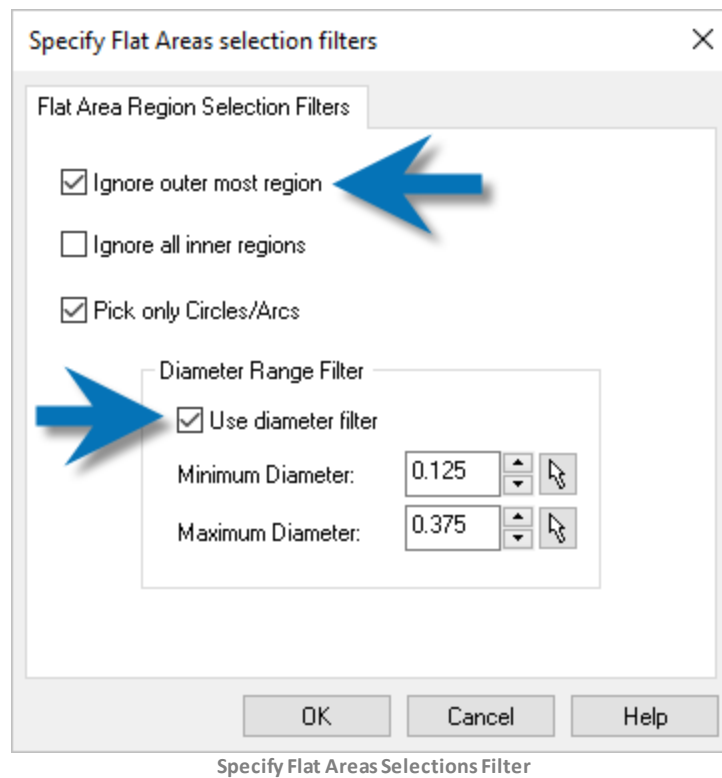 Specify Flat Areas selection filters
Flat Area Region Selection Filters
Ignore outer most region
Ignore all inner regions
Pick only Circles/Arcs
Diameter Range Filter
Use diameter filter
Minimum Diameter: 0.125
Maximum Diameter: 0.375
OK Cancel Help
Specify Flat Areas Selections Filter